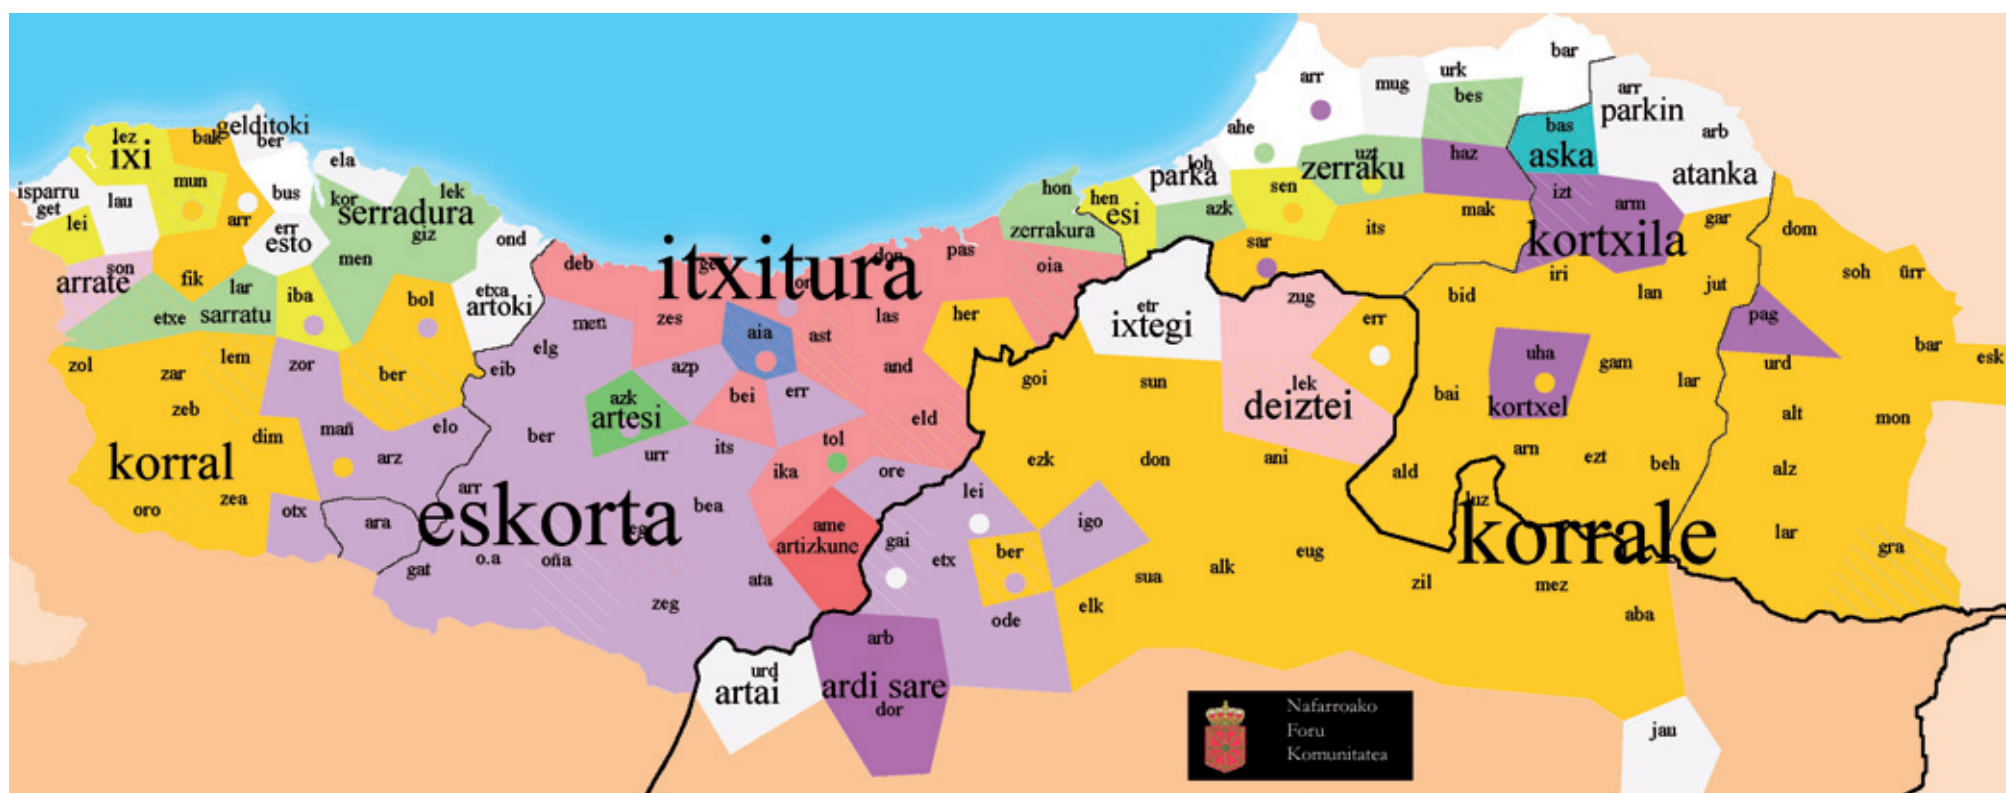 bar
arr
mug
urk
bes
arr
parkin
arb
atanka
bas
aska
ahe
lez
ixi
bak
gelditoki
ber
ela
isparru
get
lau
mun
bus
kor
lek
serradura
giz
lei
arr
err
esto
ond
men
son
arrate
fik
lar
iba
bol
etxa
artoki
etxe
sarratu
hon
zerrakura
hen
esi
loh
parka
azk
sen
uzt
zerraku
haz
izt
arm
kortxila
mak
its
sar
gar
dom
soh
ürr
deb
itxitura
don
pas
oia
zes
las
ast
her
and
aia
men
elg
eib
azp
bei
err
eld
azk
artesi
ber
urr
its
tol
ika
ore
zol
zar
lem
zor
ber
zeb
dim
mañ
elo
arz
korral
zea
oro
otx
ara
arr
eskorta
bea
gat
o.a
oña
zeg
ata
ame
artizkune
gai
lei
etx
ber
igo
ode
etr
ixtegi
zug
err
lek
deiztei
goi
sun
ezk
don
ani
sua
alk
eug
elk
zil
mez
aba
bid
iri
lan
jut
pag
bai
uha
kortxel
gam
lar
ald
arn
ezt
beh
luz
korrale
urd
bar
esk
alt
mon
alz
lar
gra
urd
artai
arb
ardi sare
dor
jau
Nafarroako
Foru
Komunitatea